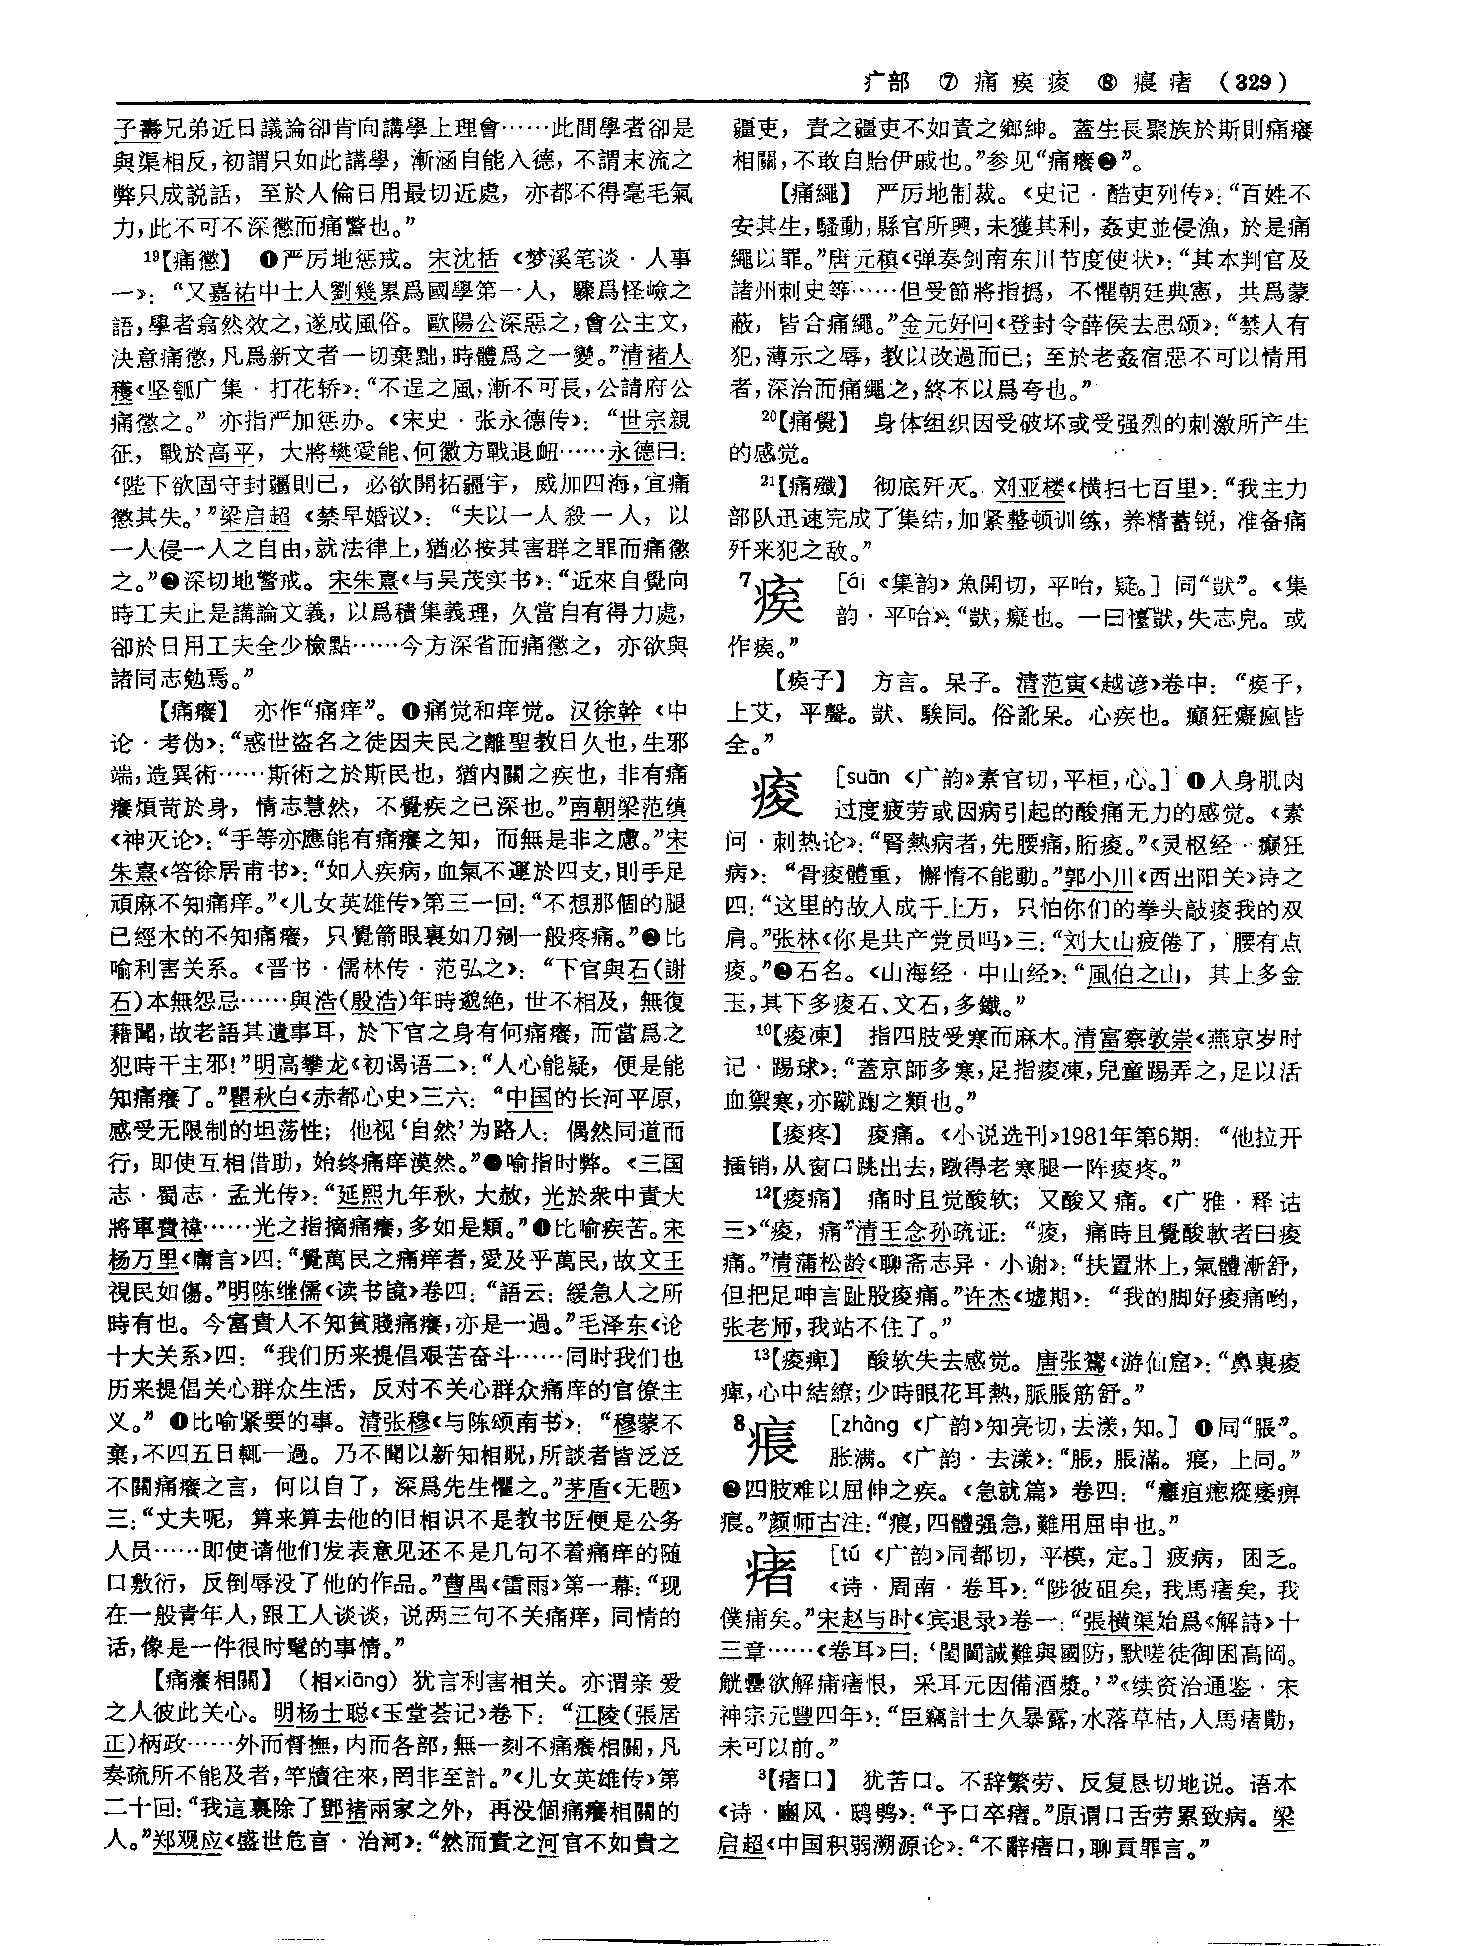 疒部 ⑦ 痛 㾢 痠 ⑧ 痮 瘏 (329)
子壽兄弟近日議論卻肯向講學上理會……此間學者卻是
與渠相反，初謂只如此講學，漸涵自能入德，不謂末流之
弊只成説話，至於人倫日用最切近處，亦都不得毫毛氣
力，此不可不深懲而痛警也。”
19【痛懲】 ❶严厉地惩戒。宋沈括《梦溪笔谈·人事
一》：“又嘉祐中士人劉幾累爲國學第一人，驟爲怪嶮之
語，學者翕然效之，遂成風俗。歐陽公深惡之，會公主文，
決意痛懲，凡爲新文者一切棄黜，時體爲之一變。”清褚人
穫《坚瓠广集·打花轿》：“不逞之風，漸不可長，公請府公
痛懲之。”亦指严加惩办。《宋史·张永德传》：“世宗親
征，戰於高平，大將樊愛能、何徽方戰退衄……永德曰：
‘陛下欲固守封疆則已，必欲開拓疆宇，威加四海，宜痛
懲其失。’”梁启超《禁早婚议》：“夫以一人殺一人，以
一人侵一人之自由，就法律上，猶必按其害群之罪而痛懲
之。”❷深切地警戒。宋朱熹《与吴茂实书》：“近來自覺向
時工夫止是講論文義，以爲積集義理，久當自有得力處，
卻於日用工夫全少檢點……今方深省而痛懲之，亦欲與
諸同志勉焉。”
【痛癢】 亦作“痛痒”。❶痛觉和痒觉。汉徐幹《中
论·考伪》：“惑世盜名之徒因夫民之離聖教日久也，生邪
端，造異術……斯術之於斯民也，猶内關之疾也，非有痛
癢煩苛於身，情志慧然，不覺疾之已深也。”南朝梁范缜
《神灭论》：“手等亦應能有痛癢之知，而無是非之慮。”宋
朱熹《答徐居甫书》：“如人疾病，血氣不運於四支，則手足
頑麻不知痛痒。”《儿女英雄传》第三一回：“不想那個的腿
已經木的不知痛癢，只覺箭眼裏如刀剜一般疼痛。”❷比
喻利害关系。《晋书·儒林传·范弘之》：“下官與石（謝
石）本無怨忌……與浩（殷浩）年時邈絶，世不相及，無復
藉聞，故老語其遺事耳，於下官之身有何痛癢，而當爲之
犯時干主邪！”明高攀龙《初谒语二》：“人心能疑，便是能
知痛癢了。”瞿秋白《赤都心史》三六：“中国的长河平原，
感受无限制的坦荡性；他视‘自然’为路人；偶然同道而
行，即使互相借助，始终痛痒漠然。”❸喻指时弊。《三国
志·蜀志·孟光传》：“延熙九年秋，大赦，光於衆中責大
將軍費禕……光之指摘痛癢，多如是類。”❹比喻疾苦。宋
杨万里《庸言》四：“覺萬民之痛痒者，愛及乎萬民，故文王
視民如傷。”明陈继儒《读书镜》卷四：“語云：緩急人之所
時有也。今富貴人不知貧賤痛癢，亦是一過。”毛泽东《论
十大关系》四：“我们历来提倡艰苦奋斗……同时我们也
历来提倡关心群众生活，反对不关心群众痛痒的官僚主
义。”❺比喻紧要的事。清张穆《与陈颂南书》：“穆蒙不
棄，不四五日輒一過。乃不聞以新知相貺，所談者皆泛泛
不關痛癢之言，何以自了，深爲先生懼之。”茅盾《无题》
三：“丈夫呢，算来算去他的旧相识不是教书匠便是公务
人员……即使请他们发表意见还不是几句不着痛痒的随
口敷衍，反倒辱没了他的作品。”曹禺《雷雨》第一幕：“现
在一般青年人，跟工人谈谈，说两三句不关痛痒，同情的
话，像是一件很时髦的事情。”
【痛癢相關】（相xiāng）犹言利害相关。亦谓亲爱
之人彼此关心。明杨士聪《玉堂荟记》卷下：“江陵（張居
正）柄政……外而督撫，内而各部，無一刻不痛癢相關，凡
奏疏所不能及者，竿牘往來，罔非至計。”《儿女英雄传》第
二十回：“我這裏除了鄧褚兩家之外，再没個痛癢相關的
人。”郑观应《盛世危言·治河》：“然而責之河官不如責之
疆吏，責之疆吏不如責之鄉紳。蓋生長聚族於斯則痛癢
相關，不敢自貽伊戚也。”参见“痛癢❷”。
【痛繩】 严厉地制裁。《史记·酷吏列传》：“百姓不
安其生，騷動，縣官所興，未獲其利，姦吏並侵漁，於是痛
繩以罪。”唐元稹《弹奏剑南东川节度使状》：“其本判官及
諸州刺史等……但受節將指撝，不懼朝廷典憲，共爲蒙
蔽，皆合痛繩。”金元好问《登封令薛侯去思颂》：“禁人有
犯，薄示之辱，教以改過而已；至於老姦宿惡不可以情用
者，深治而痛繩之，終不以爲夸也。”
20【痛覺】 身体组织因受破坏或受强烈的刺激所产生
的感觉。
21【痛殲】 彻底歼灭。刘亚楼《横扫七百里》：“我主力
部队迅速完成了集结，加紧整顿训练，养精蓄锐，准备痛
歼来犯之敌。”
7㾢 [ái 《集韵》魚開切，平咍，疑。] 同“獃”。《集
韵·平咍》：“獃，癡也。一曰懛獃，失志皃。或
作㾢。”
【㾢子】 方言。呆子。清范寅《越谚》卷中：“㾢子，
上艾，平聲。獃、騃同。俗訛呆。心疾也。癲狂癡瘋皆
全。”
痠 [suān 《广韵》素官切，平桓，心。] ❶人身肌肉
过度疲劳或因病引起的酸痛无力的感觉。《素
问·刺热论》：“腎熱病者，先腰痛，胻痠。”《灵枢经·癫狂
病》：“骨痠體重，懈惰不能動。”郭小川《西出阳关》诗之
四：“这里的故人成千上万，只怕你们的拳头敲痠我的双
肩。”张林《你是共产党员吗》三：“刘大山疲倦了，腰有点
痠。”❷石名。《山海经·中山经》：“風伯之山，其上多金
玉，其下多痠石、文石，多鐵。”
10【痠凍】 指四肢受寒而麻木。清富察敦崇《燕京岁时
记·踢球》：“蓋京師多寒，足指痠凍，兒童踢弄之，足以活
血禦寒，亦蹴踘之類也。”
【痠疼】 痠痛。《小说选刊》1981年第6期：“他拉开
插销，从窗口跳出去，蹾得老寒腿一阵痠疼。”
12【痠痛】 痛时且觉酸软；又酸又痛。《广雅·释诂
三》“痠，痛”清王念孙疏证：“痠，痛時且覺酸軟者曰痠
痛。”清蒲松龄《聊斋志异·小谢》：“扶置牀上，氣體漸舒，
但把足呻言趾股痠痛。”许杰《墟期》：“我的脚好痠痛哟，
张老师，我站不住了。”
13【痠痺】 酸软失去感觉。唐张鷟《游仙窟》：“鼻裏痠
痺，心中結繚；少時眼花耳熱，脈脹筋舒。”
8痮 [zhàng 《广韵》知亮切，去漾，知。] ❶同“脹”。
胀满。《广韵·去漾》：“脹，脹滿。痮，上同。”
❷四肢难以屈伸之疾。《急就篇》卷四：“癰疽瘛瘲痿痹
痮。”颜师古注：“痮，四體强急，難用屈申也。”
瘏 [tú 《广韵》同都切，平模，定。] 疲病，困乏。
《诗·周南·卷耳》：“陟彼砠矣，我馬瘏矣，我
僕痡矣。”宋赵与时《宾退录》卷一：“張横渠始爲《解詩》十
三章……《卷耳》曰：‘閨閫誠難與國防，默嗟徒御困高岡。
觥罍欲解痡瘏恨，采耳元因備酒漿。’”《续资治通鉴·宋
神宗元豐四年》：“臣竊計士久暴露，水落草枯，人馬瘏勩，
未可以前。”
3【瘏口】 犹苦口。不辞繁劳、反复恳切地说。语本
《诗·豳风·鸱鸮》：“予口卒瘏。”原谓口舌劳累致病。梁
启超《中国积弱溯源论》：“不辭瘏口，聊貢罪言。”